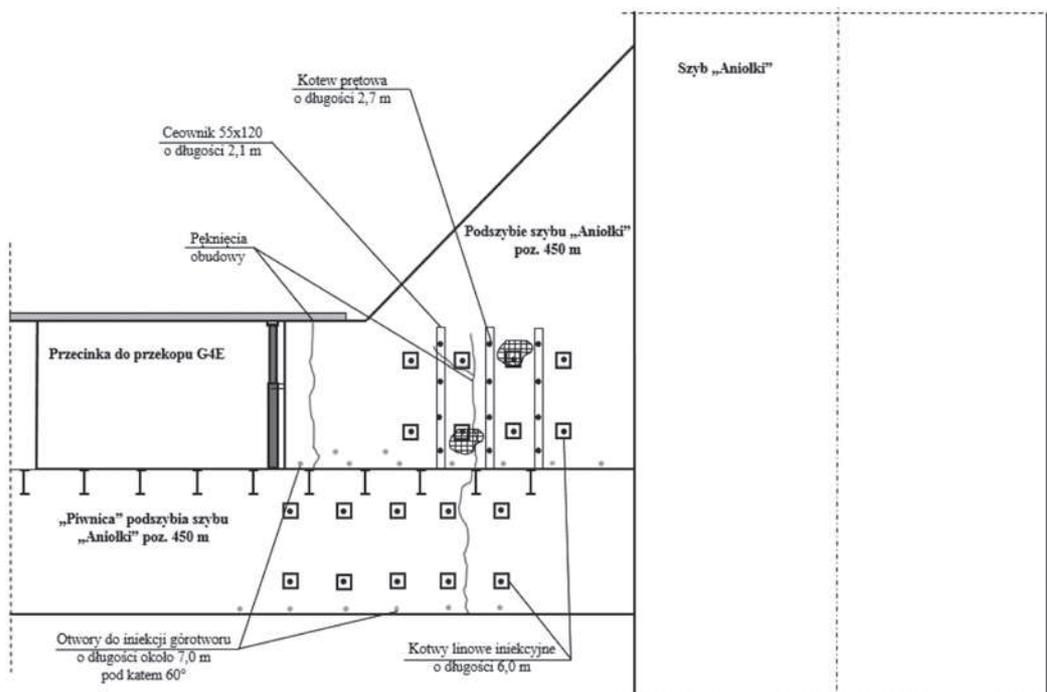 Szyb „Aniołki”
Kotew prętowa
o długości 2,7 m
Ceownik 55x120
o długości 2,1 m
Podszybie szybu „Aniołki”
poz. 450 m
Pęknięcia
obudowy
Przecinka do przekopu G4E
„Piwnica” podszybia szybu
„Aniołki” poz. 450 m
Otwory do iniekcji górotworu
o długości około 7,0 m
pod katem 60°
Kotwy linowe iniekcyjne
o długości 6,0 m